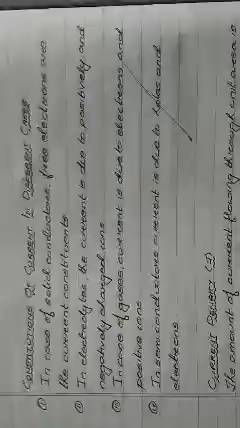 CONVENTIONS OF CURRENT IN DIFFERENT CASES
① In case of solid conductors, free electrons are
the current constituents
② In electrolytes the current is due to positively and
negatively charged ions
③ In case of gases, current is due to electrons and
positive ions
④ In semiconductors current is due to holes and
electrons
CURRENT DENSITY (J)
The amount of current flowing through unit area is